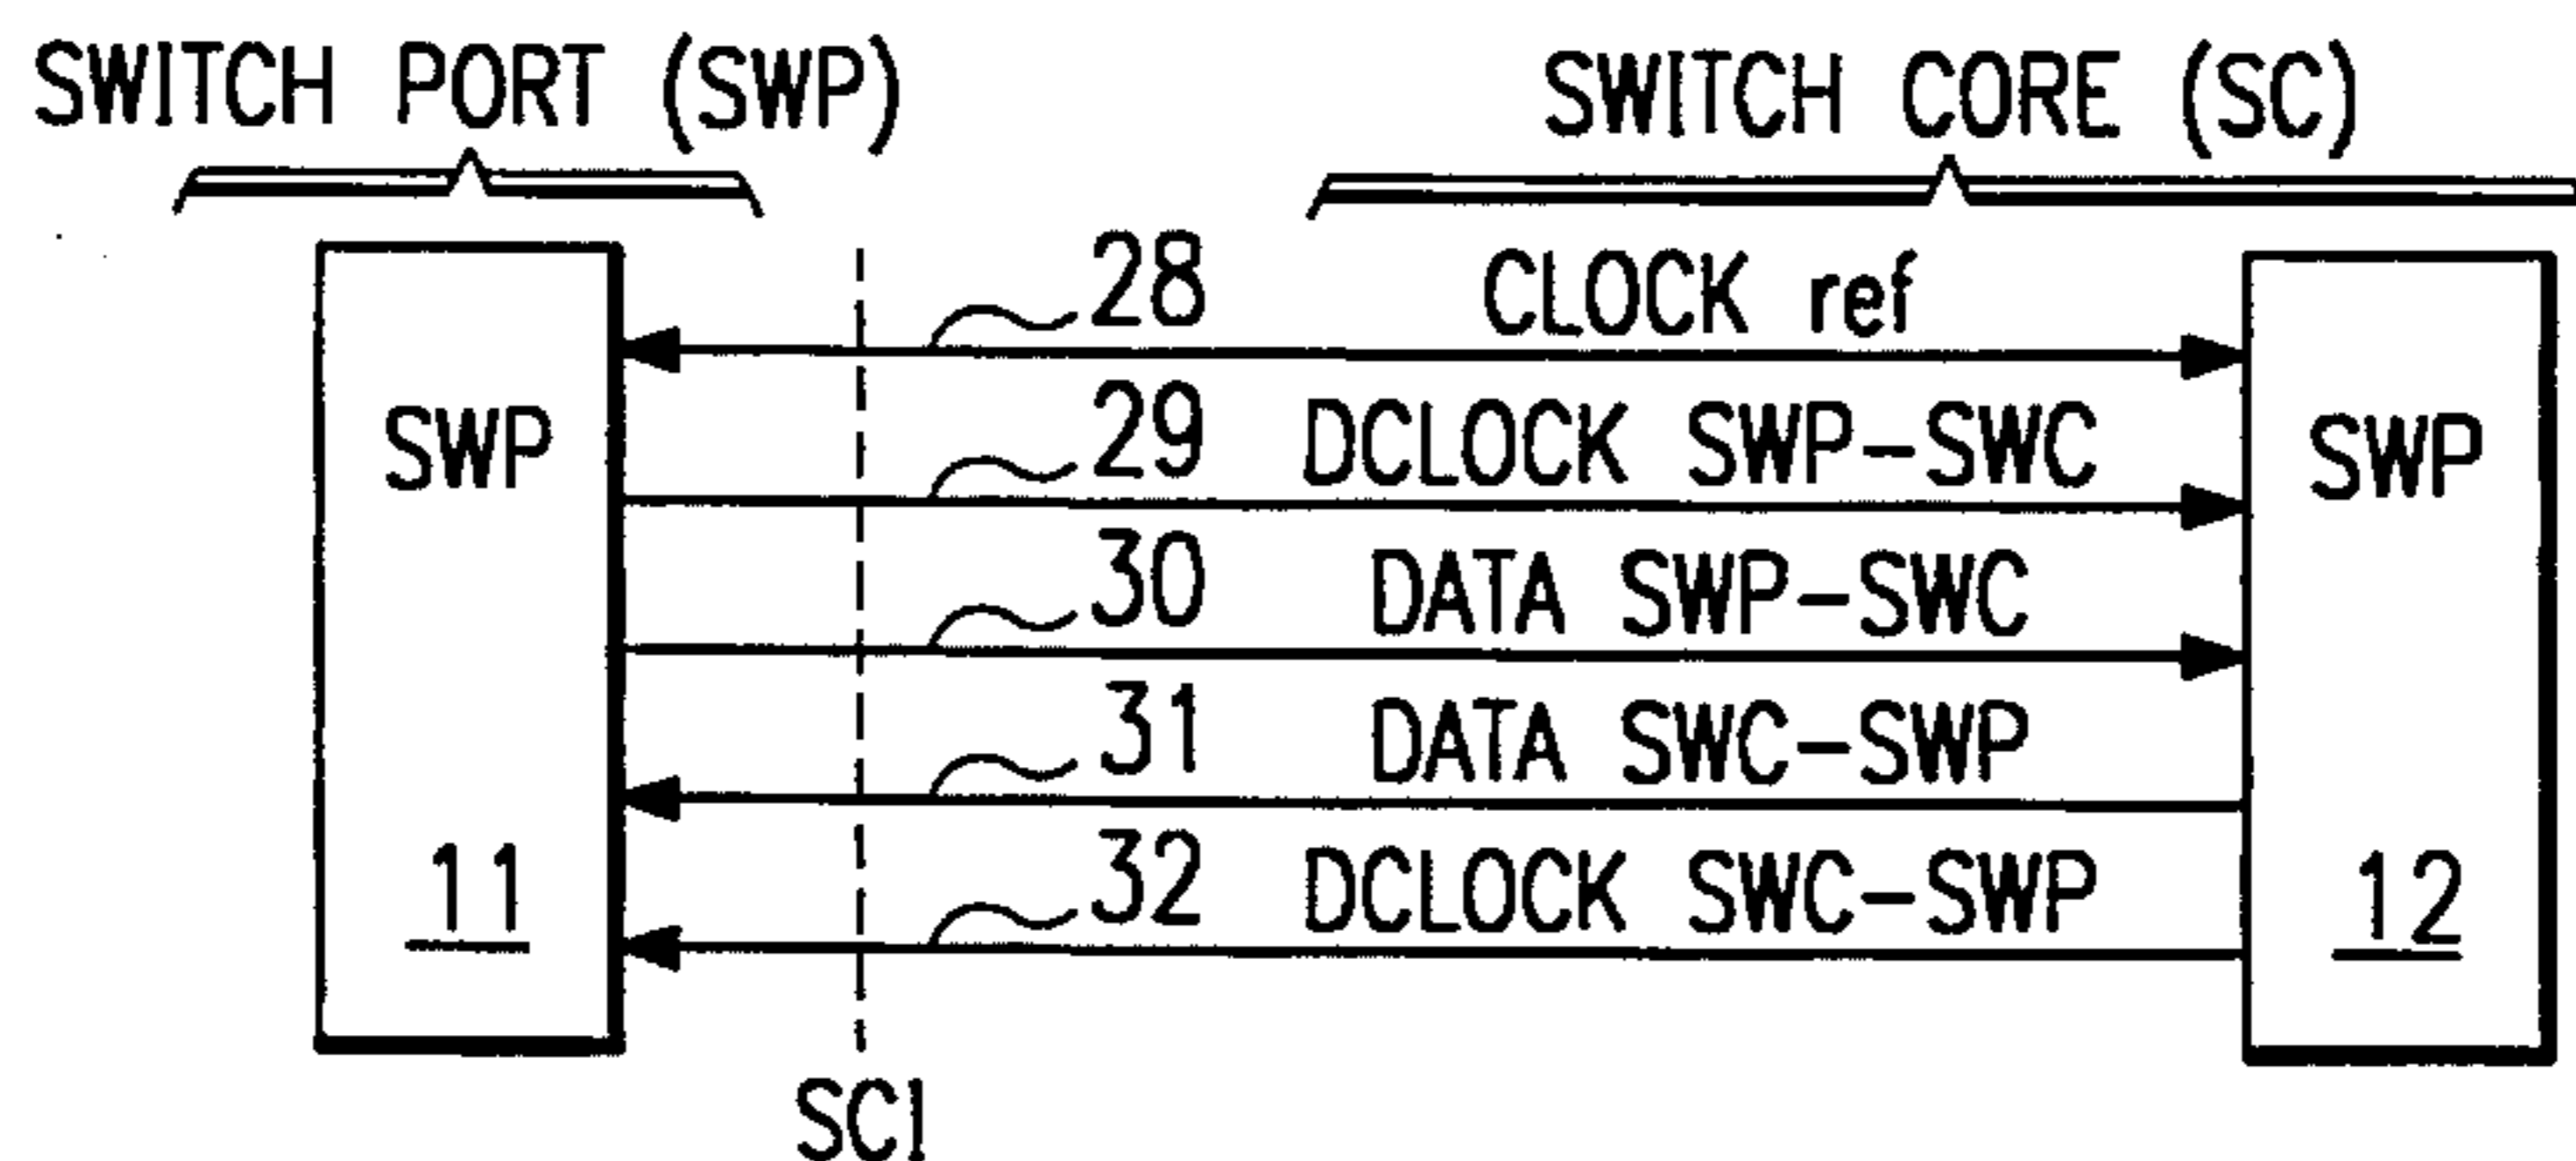 SWITCH PORT (SWP) SWITCH CORE (SC)
28 CLOCK ref
29 DCLOCK SWP-SWC
SWP SWP
30 DATA SWP-SWC
31 DATA SWC-SWP
32 DCLOCK SWC-SWP
11 12
SCI